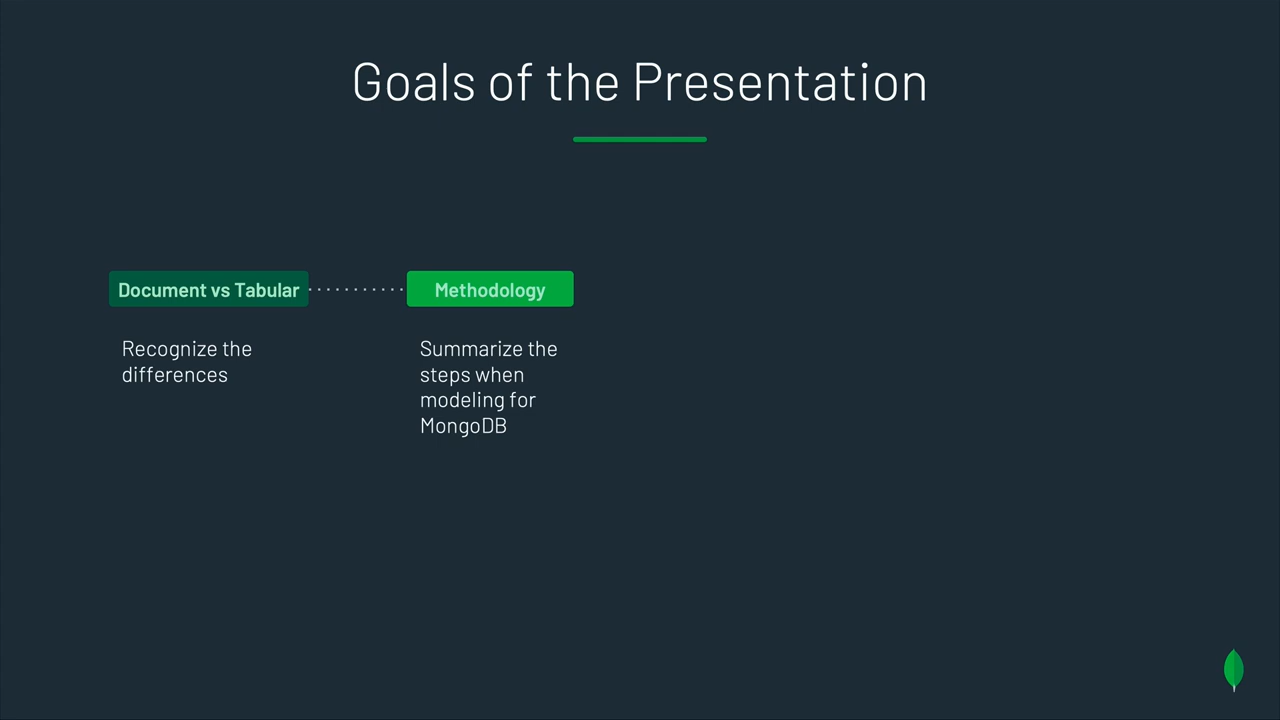 Goals of the Presentation
Document vs Tabular
Recognize the
differences
Methodology
Summarize the
steps when
modeling for
MongoDB